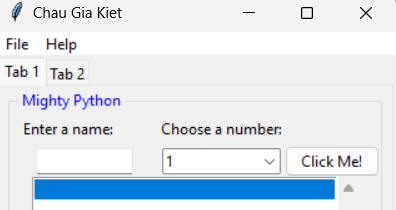 Chau Gia Kiet
File Help
Tab 1 Tab 2
Mighty Python
Enter a name: Choose a number:
1 Click Me!